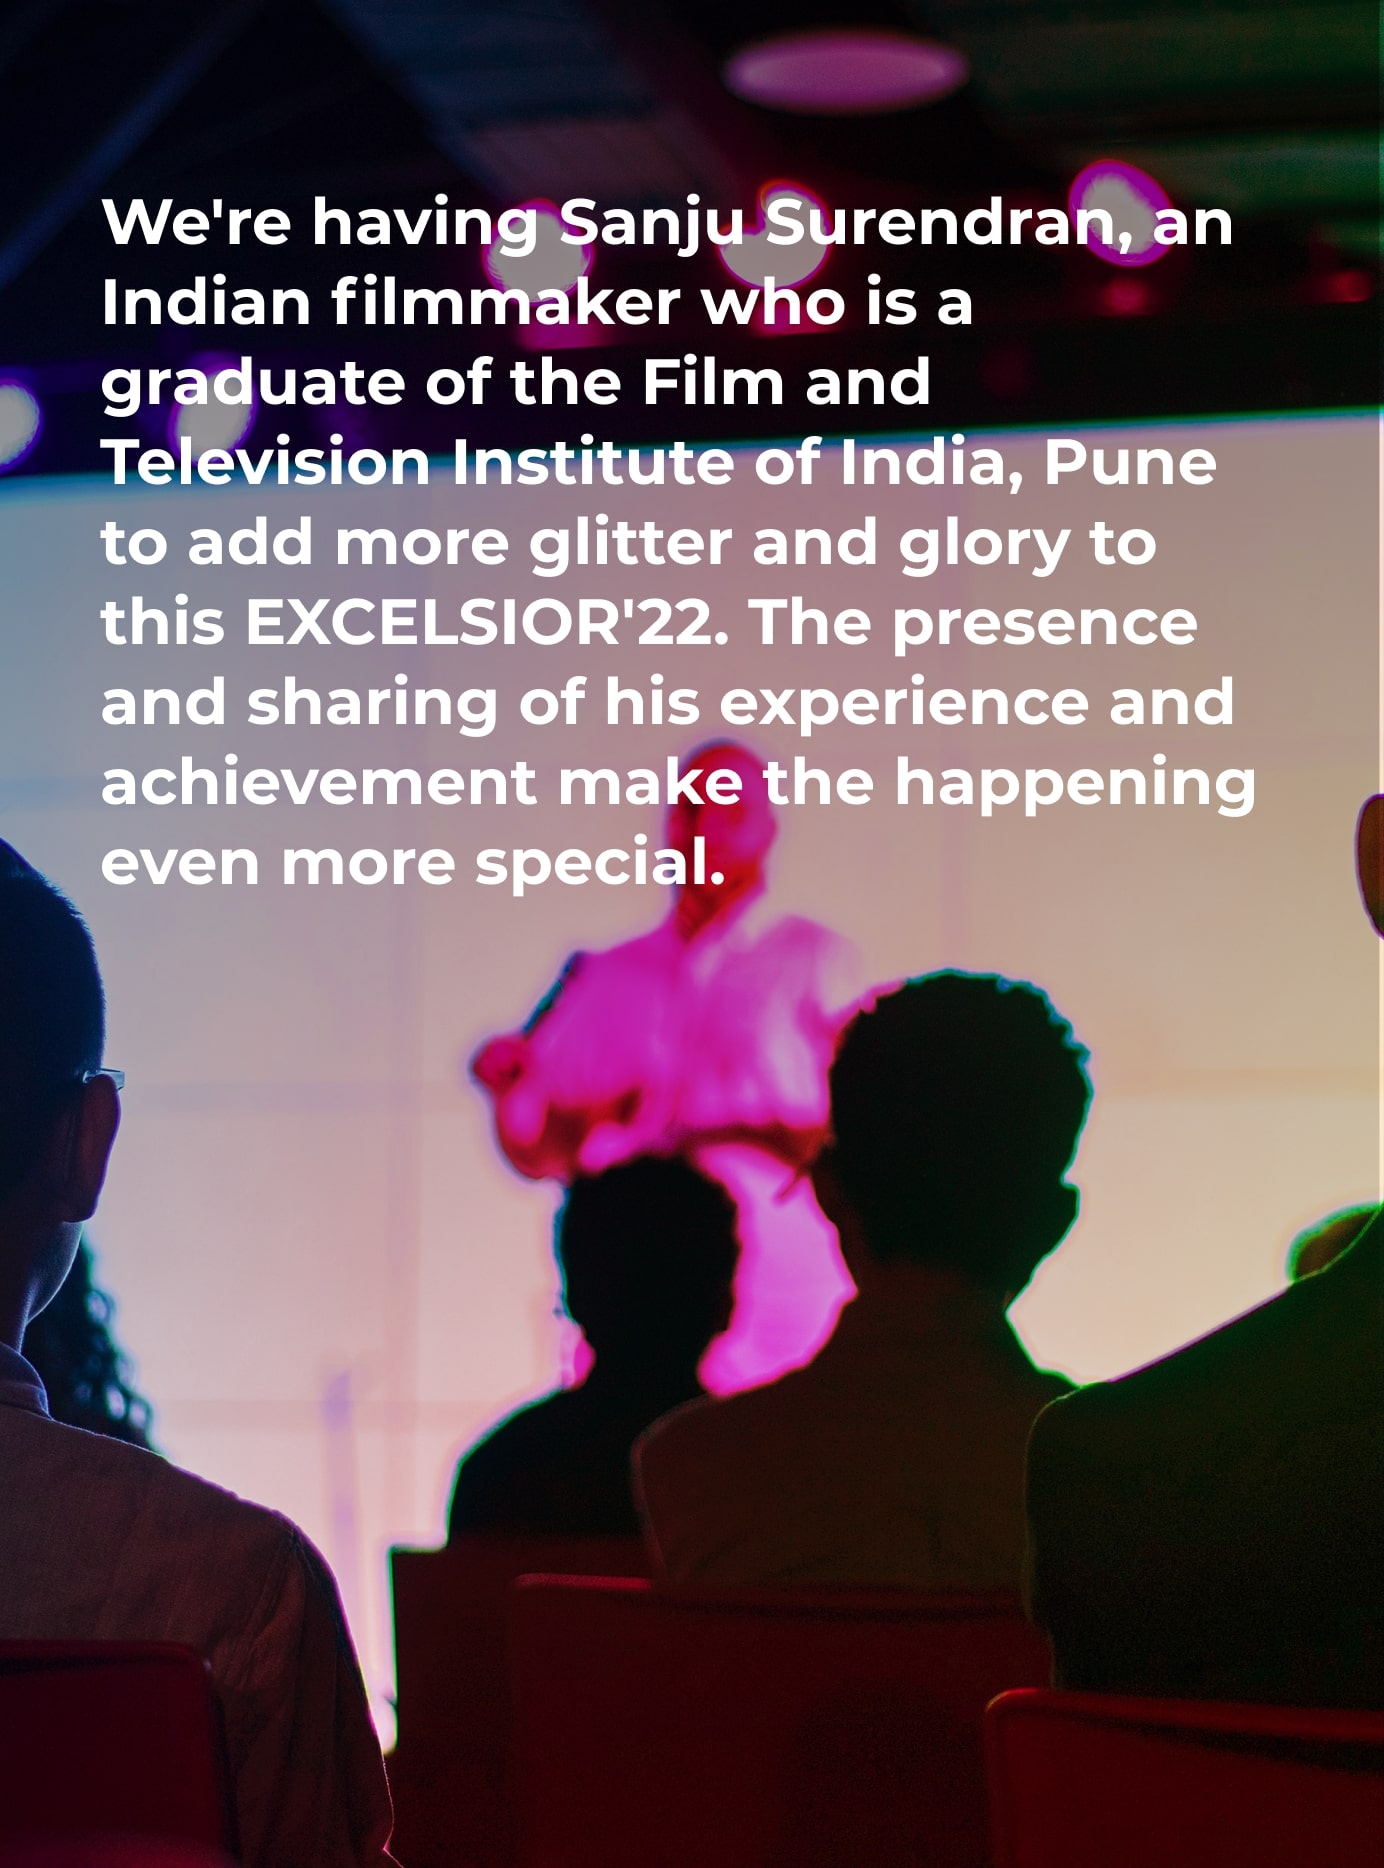 We're having Sanju Surendran, an
Indian filmmaker who is a
graduate of the Film and
Television Institute of India, Pune
to add more glitter and glory to
this EXCELSIOR'22. The presence
and sharing of his experience and
achievement make the happening
even more special.